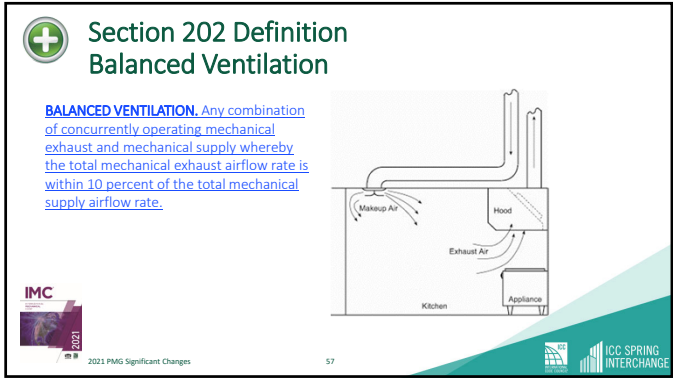 Section 202 Definition
Balanced Ventilation
BALANCED VENTILATION. Any combination
of concurrently operating mechanical
exhaust and mechanical supply whereby
the total mechanical exhaust airflow rate is
within 10 percent of the total mechanical
supply airflow rate.
Makeup Air
Hood
Exhaust Air
Appliance
Kitchen
IMC
2021
2021 PMG Significant Changes
57
ICC
ICC SPRING
INTERCHANGE